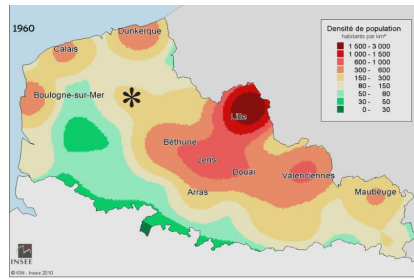 1960
Dunkerque
Calais
Boulogne-sur-Mer
*
Lille
Béthune
Lens
Douai
Arras
Valenciennes
Maubeuge
Densité de population
habitants par km²
1 500 - 3 000
1 000 - 1 500
600 - 1 000
300 - 600
150 - 300
80 - 150
50 - 80
30 - 50
0 - 30
INSEE
© IGN - Insee 2010